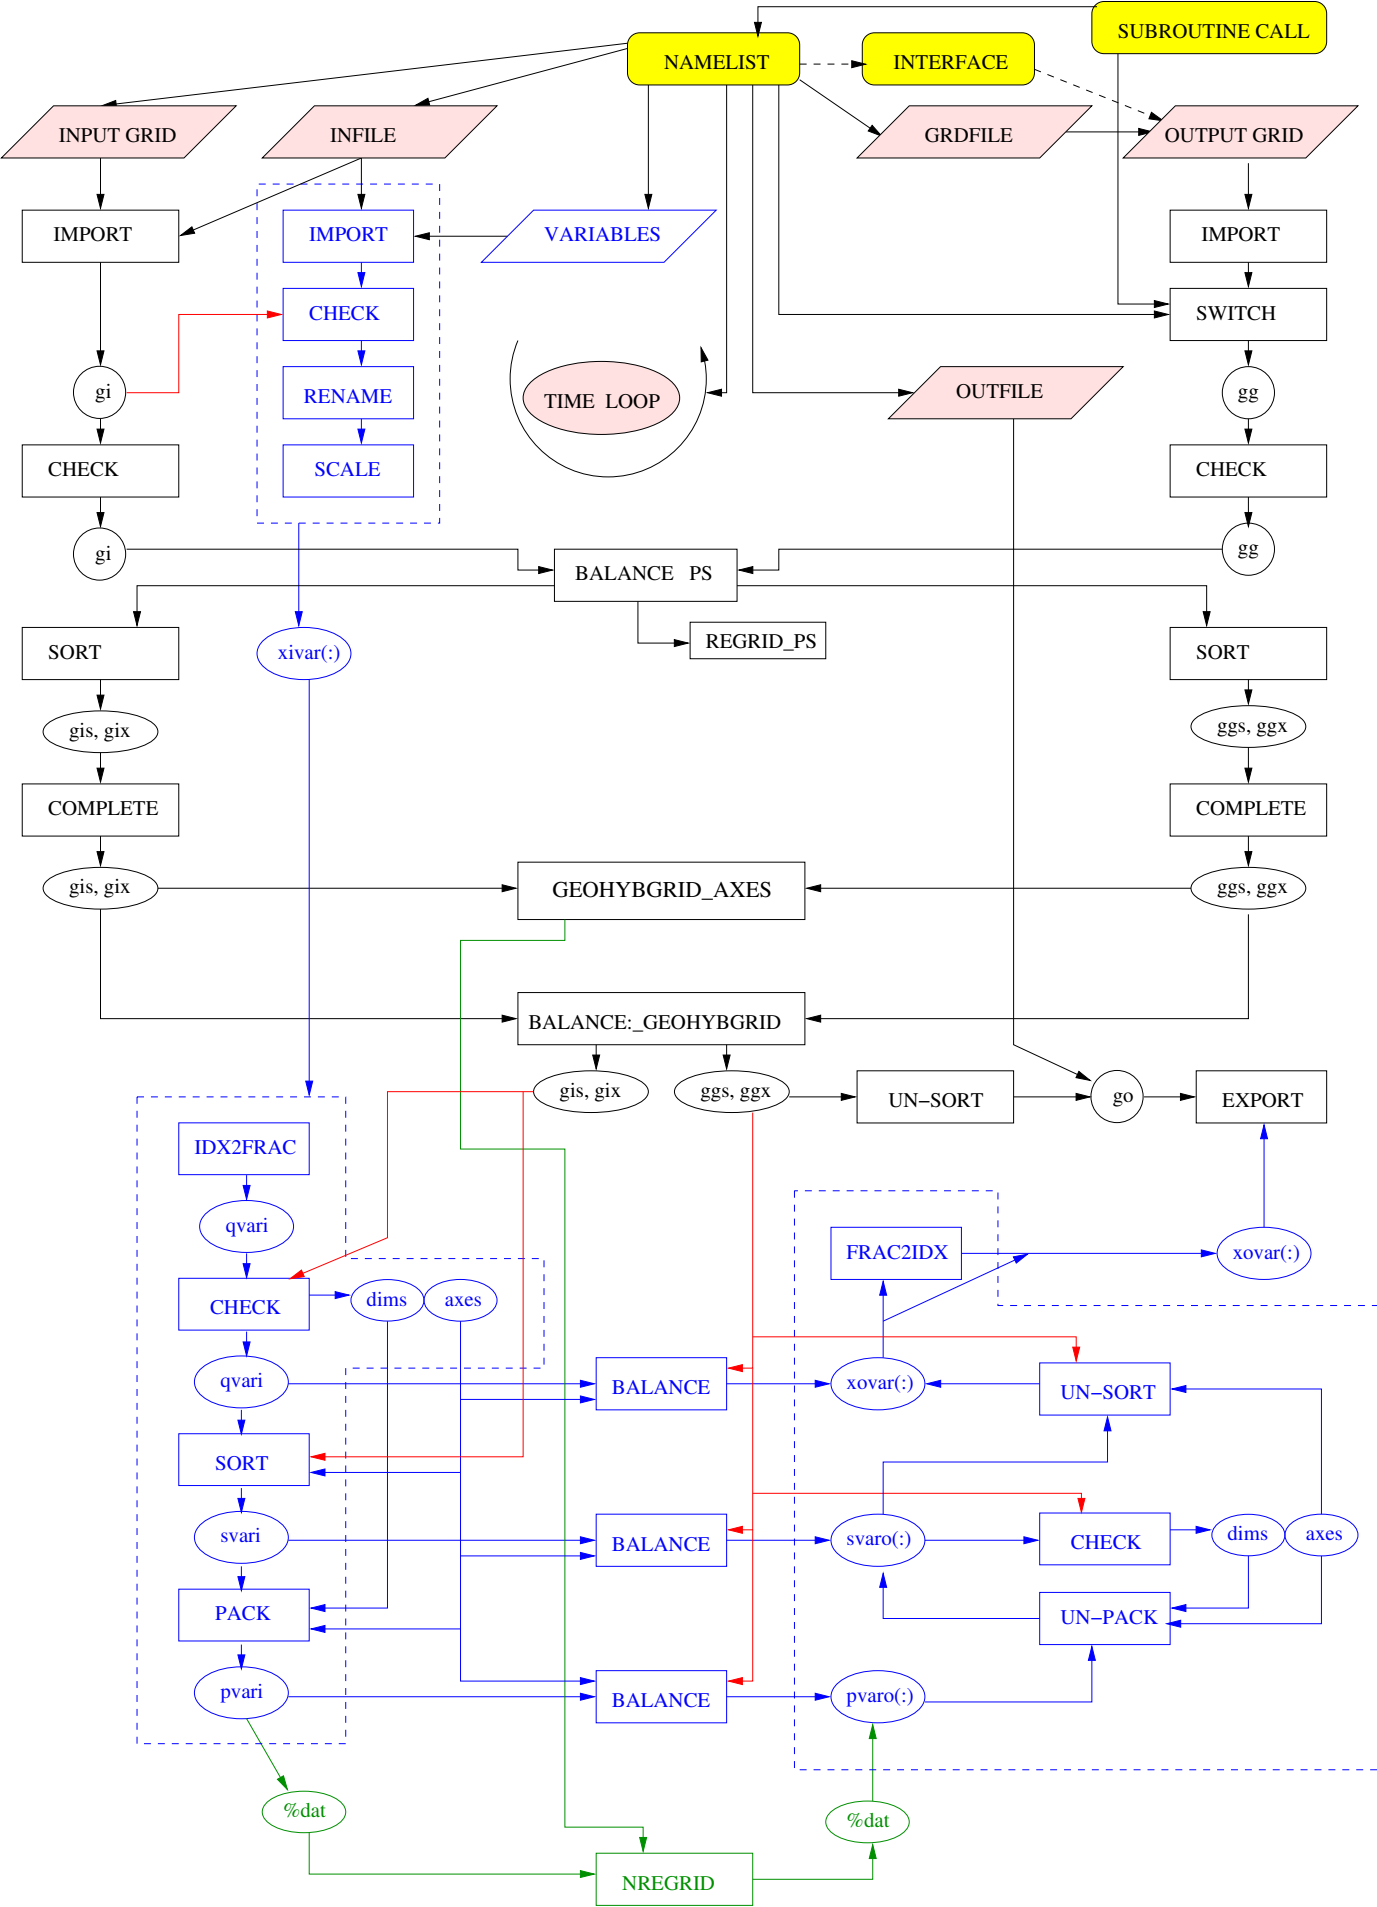 SUBROUTINE CALL
NAMELIST
INTERFACE
INPUT GRID
INFILE
GRDFILE
OUTPUT GRID
IMPORT
IMPORT
VARIABLES
IMPORT
CHECK
SWITCH
gi
RENAME
TIME LOOP
OUTFILE
gg
CHECK
SCALE
CHECK
gi
BALANCE PS
gg
SORT
xivar(:)
REGRID_PS
SORT
gis, gix
ggs, ggx
COMPLETE
COMPLETE
gis, gix
GEOHYBGRID_AXES
ggs, ggx
BALANCE:_GEOHYBGRID
gis, gix
ggs, ggx
UN−SORT
go
EXPORT
IDX2FRAC
qvari
FRAC2IDX
xovar(:)
CHECK
dims
axes
qvari
BALANCE
xovar(:)
UN−SORT
SORT
svari
BALANCE
svaro(:)
CHECK
dims
axes
PACK
UN−PACK
pvari
BALANCE
pvaro(:)
%dat
%dat
NREGRID